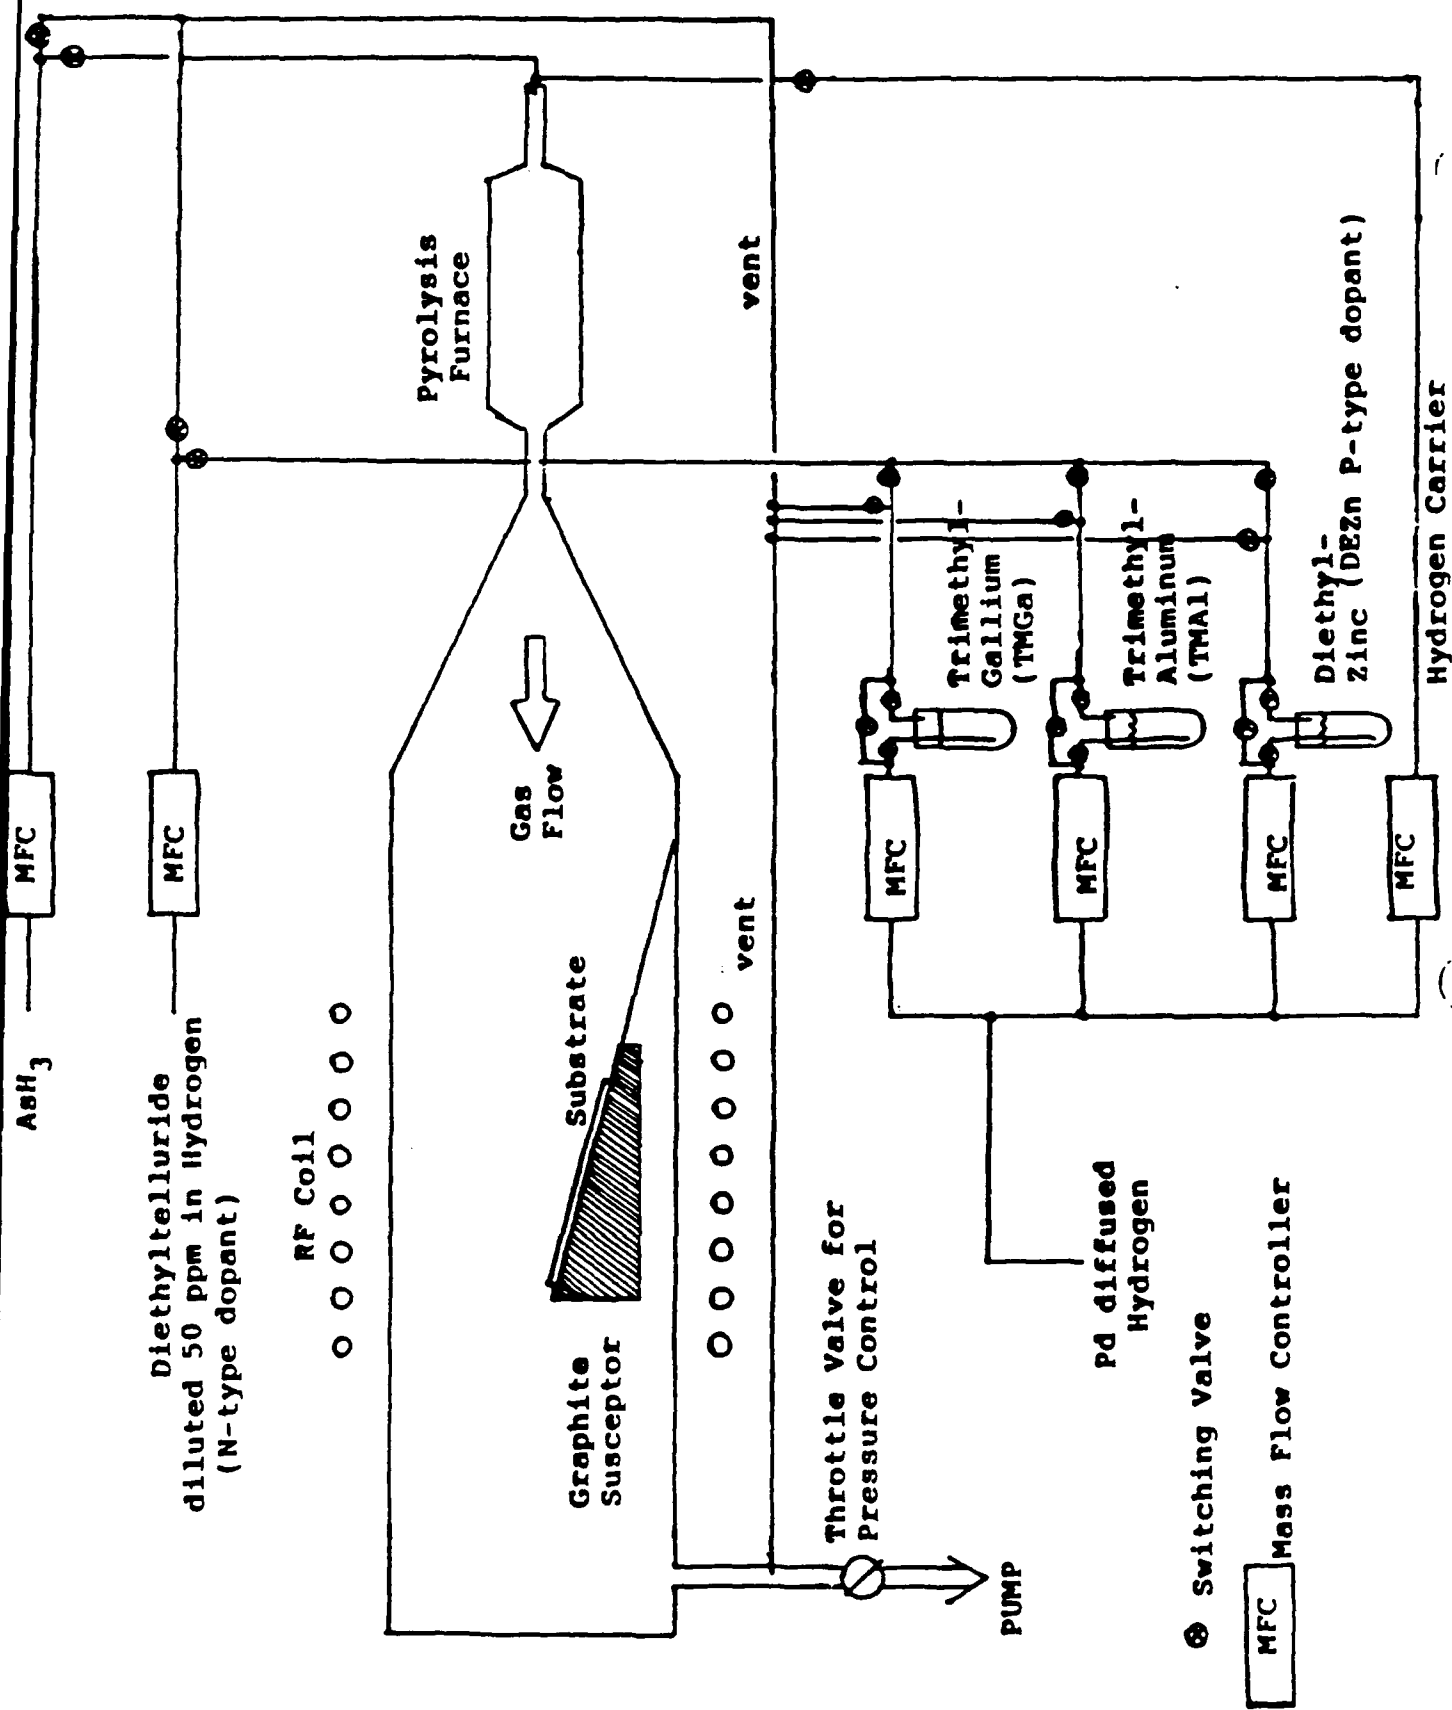 AsH3
MFC
Diethyltelluride
diluted 50 ppm in Hydrogen
(N-type dopant)
MFC
RF Coil
Pyrolysis
Furnace
Gas
Flow
Substrate
Graphite
Susceptor
vent
vent
Throttle Valve for
Pressure Control
PUMP
MFC
Trimethyl-
Gallium
(TMGa)
MFC
Trimethyl-
Aluminum
(TMAl)
MFC
Diethyl-
Zinc (DEZn P-type dopant)
MFC
Hydrogen Carrier
Pd diffused
Hydrogen
Switching Valve
MFC Mass Flow Controller